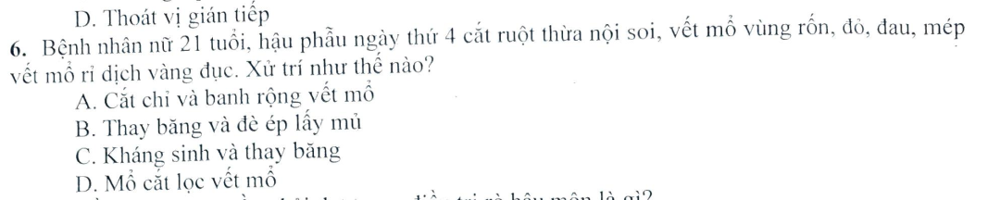 D. Thoát vị gián tiếp
6. Bệnh nhân nữ 21 tuổi, hậu phẫu ngày thứ 4 cắt ruột thừa nội soi, vết mổ vùng rốn, đỏ, đau, mép
vết mổ rỉ dịch vàng đục. Xử trí như thế nào?
A. Cắt chỉ và banh rộng vết mổ
B. Thay băng và đè ép lấy mủ
C. Kháng sinh và thay băng
D. Mổ cắt lọc vết mổ
là gì?